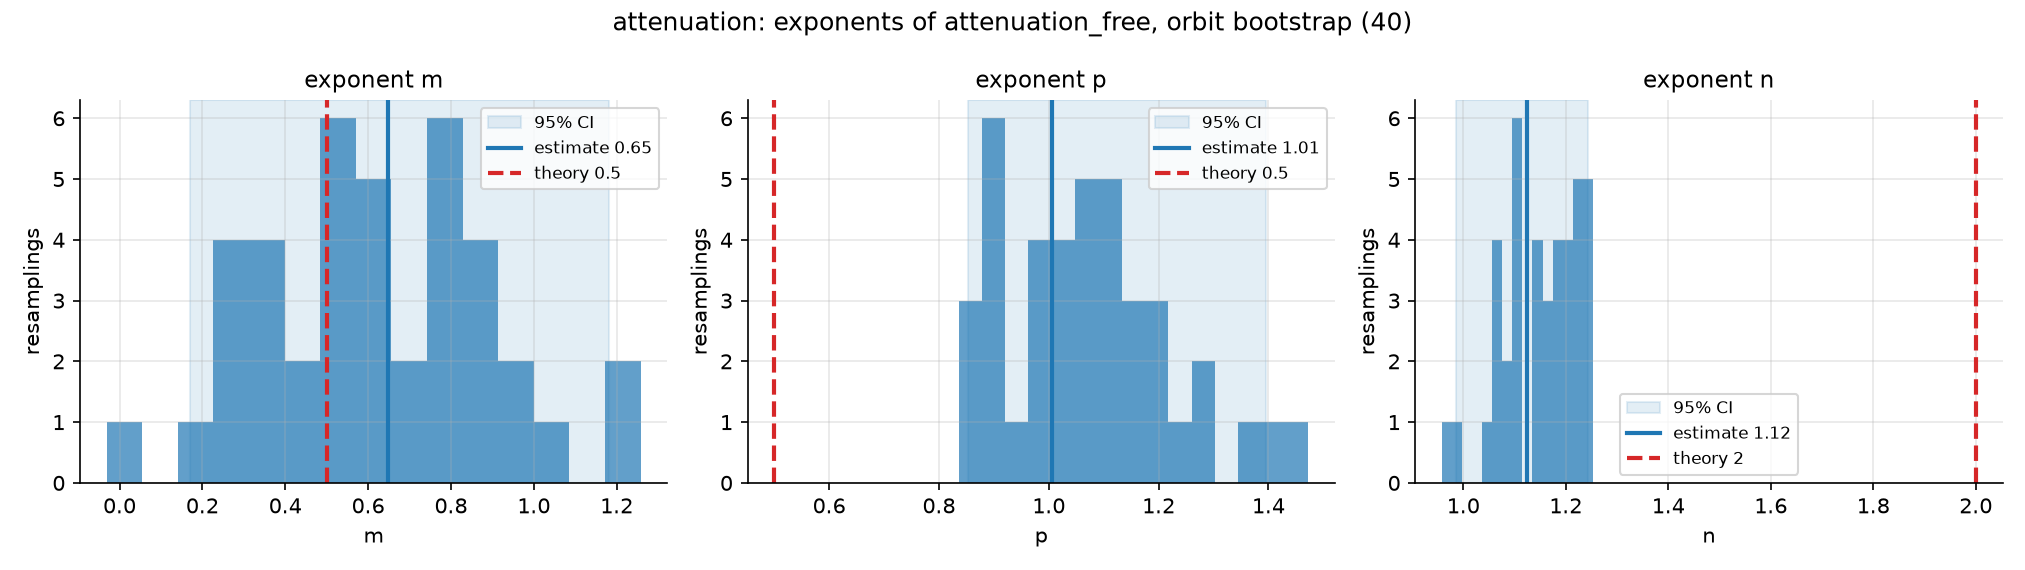 attenuation: exponents of attenuation_free, orbit bootstrap (40)
exponent m
6
5
4
3
2
1
0
resamplings
0.0 0.2 0.4 0.6 0.8 1.0 1.2
m
95% CI
estimate 0.65
theory 0.5
exponent p
6
5
4
3
2
1
0
resamplings
0.6 0.8 1.0 1.2 1.4
p
95% CI
estimate 1.01
theory 0.5
exponent n
6
5
4
3
2
1
0
resamplings
1.0 1.2 1.4 1.6 1.8 2.0
n
95% CI
estimate 1.12
theory 2